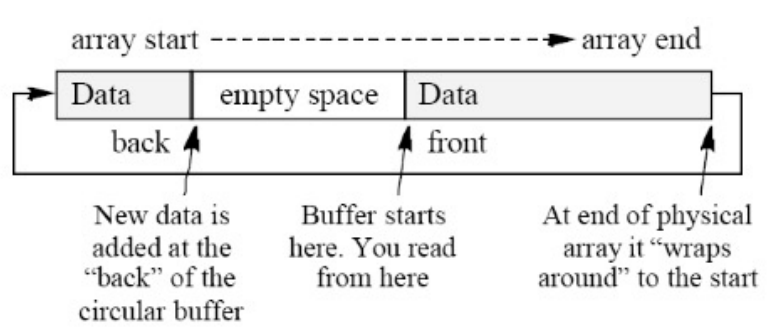 array start array end
Data empty space Data
back front
New data is
added at the
“back” of the
circular buffer
Buffer starts
here. You read
from here
At end of physical
array it “wraps
around” to the start